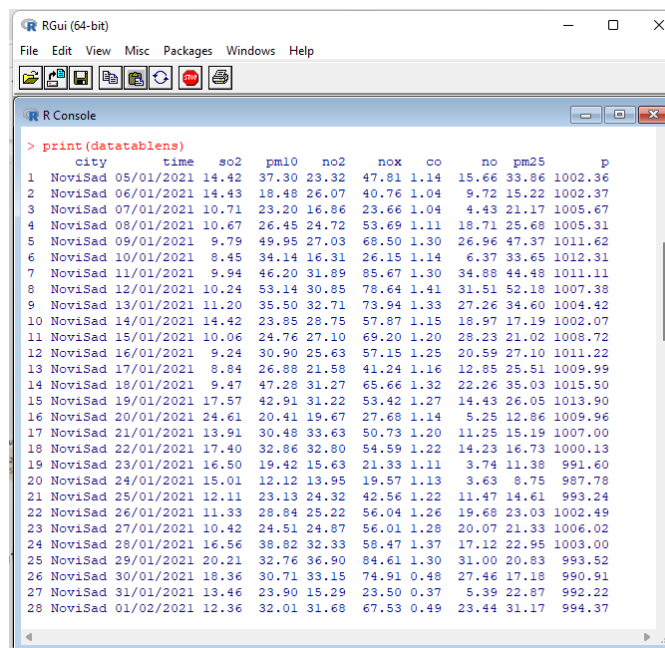 RGui (64-bit)
File Edit View Misc Packages Windows Help
STOP
R Console
> print(datatablens)
city time so2 pm10 no2 nox co no pm25 p
1 NoviSad 05/01/2021 14.42 37.30 23.32 47.81 1.14 15.66 33.86 1002.36
2 NoviSad 06/01/2021 14.43 18.48 26.07 40.76 1.04 9.72 15.22 1002.37
3 NoviSad 07/01/2021 10.71 23.20 16.86 23.66 1.04 4.43 21.17 1005.67
4 NoviSad 08/01/2021 10.67 26.45 24.72 53.69 1.11 18.71 25.68 1005.31
5 NoviSad 09/01/2021 9.79 49.95 27.03 68.50 1.30 26.96 47.37 1011.62
6 NoviSad 10/01/2021 8.45 34.14 16.31 26.15 1.14 6.37 33.65 1012.31
7 NoviSad 11/01/2021 9.94 46.20 31.89 85.67 1.30 34.88 44.48 1011.11
8 NoviSad 12/01/2021 10.24 53.14 30.85 78.64 1.41 31.51 52.18 1007.38
9 NoviSad 13/01/2021 11.20 35.50 32.71 73.94 1.33 27.26 34.60 1004.42
10 NoviSad 14/01/2021 14.42 23.85 28.75 57.87 1.15 18.97 17.19 1002.07
11 NoviSad 15/01/2021 10.06 24.76 27.10 69.20 1.20 28.23 21.02 1008.72
12 NoviSad 16/01/2021 9.24 30.90 25.63 57.15 1.25 20.59 27.10 1011.22
13 NoviSad 17/01/2021 8.84 26.88 21.58 41.24 1.16 12.85 25.51 1009.99
14 NoviSad 18/01/2021 9.47 47.28 31.27 65.66 1.32 22.26 35.03 1015.50
15 NoviSad 19/01/2021 17.57 42.91 31.22 53.42 1.27 14.43 26.05 1013.90
16 NoviSad 20/01/2021 24.61 20.41 19.67 27.68 1.14 5.25 12.86 1009.96
17 NoviSad 21/01/2021 13.91 30.48 33.63 50.73 1.20 11.25 15.19 1007.00
18 NoviSad 22/01/2021 17.40 32.86 32.80 54.59 1.22 14.23 16.73 1000.13
19 NoviSad 23/01/2021 16.50 19.42 15.63 21.33 1.11 3.74 11.38 991.60
20 NoviSad 24/01/2021 15.01 12.12 13.95 19.57 1.13 3.63 8.75 987.78
21 NoviSad 25/01/2021 12.11 23.13 24.32 42.56 1.22 11.47 14.61 993.24
22 NoviSad 26/01/2021 11.33 28.84 25.22 56.04 1.26 19.68 23.03 1002.49
23 NoviSad 27/01/2021 10.42 24.51 24.87 56.01 1.28 20.07 21.33 1006.02
24 NoviSad 28/01/2021 16.56 38.82 32.33 58.47 1.37 17.12 22.95 1003.00
25 NoviSad 29/01/2021 20.21 32.76 36.90 84.61 1.30 31.00 20.83 993.52
26 NoviSad 30/01/2021 18.36 30.71 33.15 74.91 0.48 27.46 17.18 990.91
27 NoviSad 31/01/2021 13.46 23.90 15.29 23.50 0.37 5.39 22.87 992.22
28 NoviSad 01/02/2021 12.36 32.01 31.68 67.53 0.49 23.44 31.17 994.37